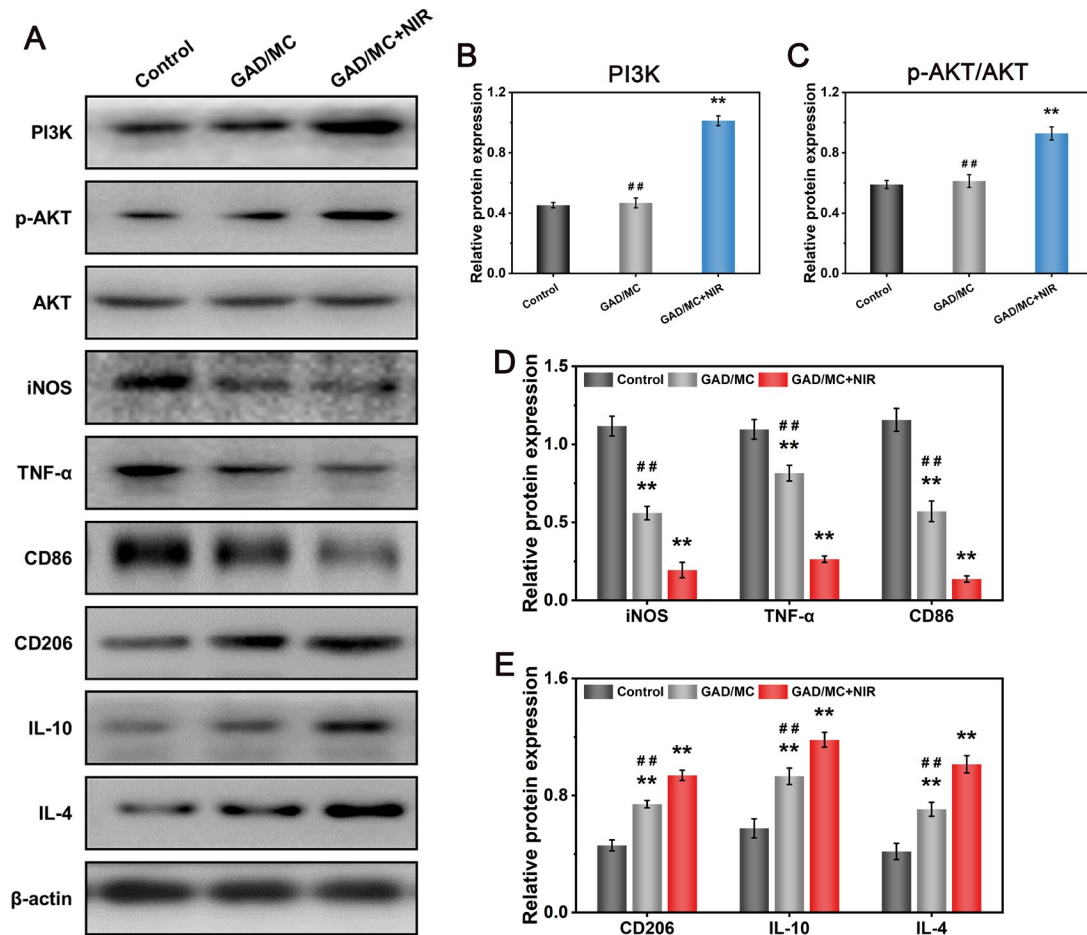 A
Control
GAD/MC
GAD/MC+NIR
PI3K
p-AKT
AKT
iNOS
TNF-α
CD86
CD206
IL-10
IL-4
β-actin
B
PI3K
Relative protein expression
1.2
0.8
0.4
0.0
##
**
Control
GAD/MC
GAD/MC+NIR
C
p-AKT/AKT
Relative protein expression
1.2
0.8
0.4
0.0
##
**
Control
GAD/MC
GAD/MC+NIR
D
Relative protein expression
1.5
1.0
0.5
0.0
Control GAD/MC GAD/MC+NIR
##
**
**
##
**
**
##
**
**
iNOS TNF-α CD86
E
Relative protein expression
1.6
0.8
0.0
Control GAD/MC GAD/MC+NIR
##
**
**
##
**
**
##
**
**
CD206 IL-10 IL-4